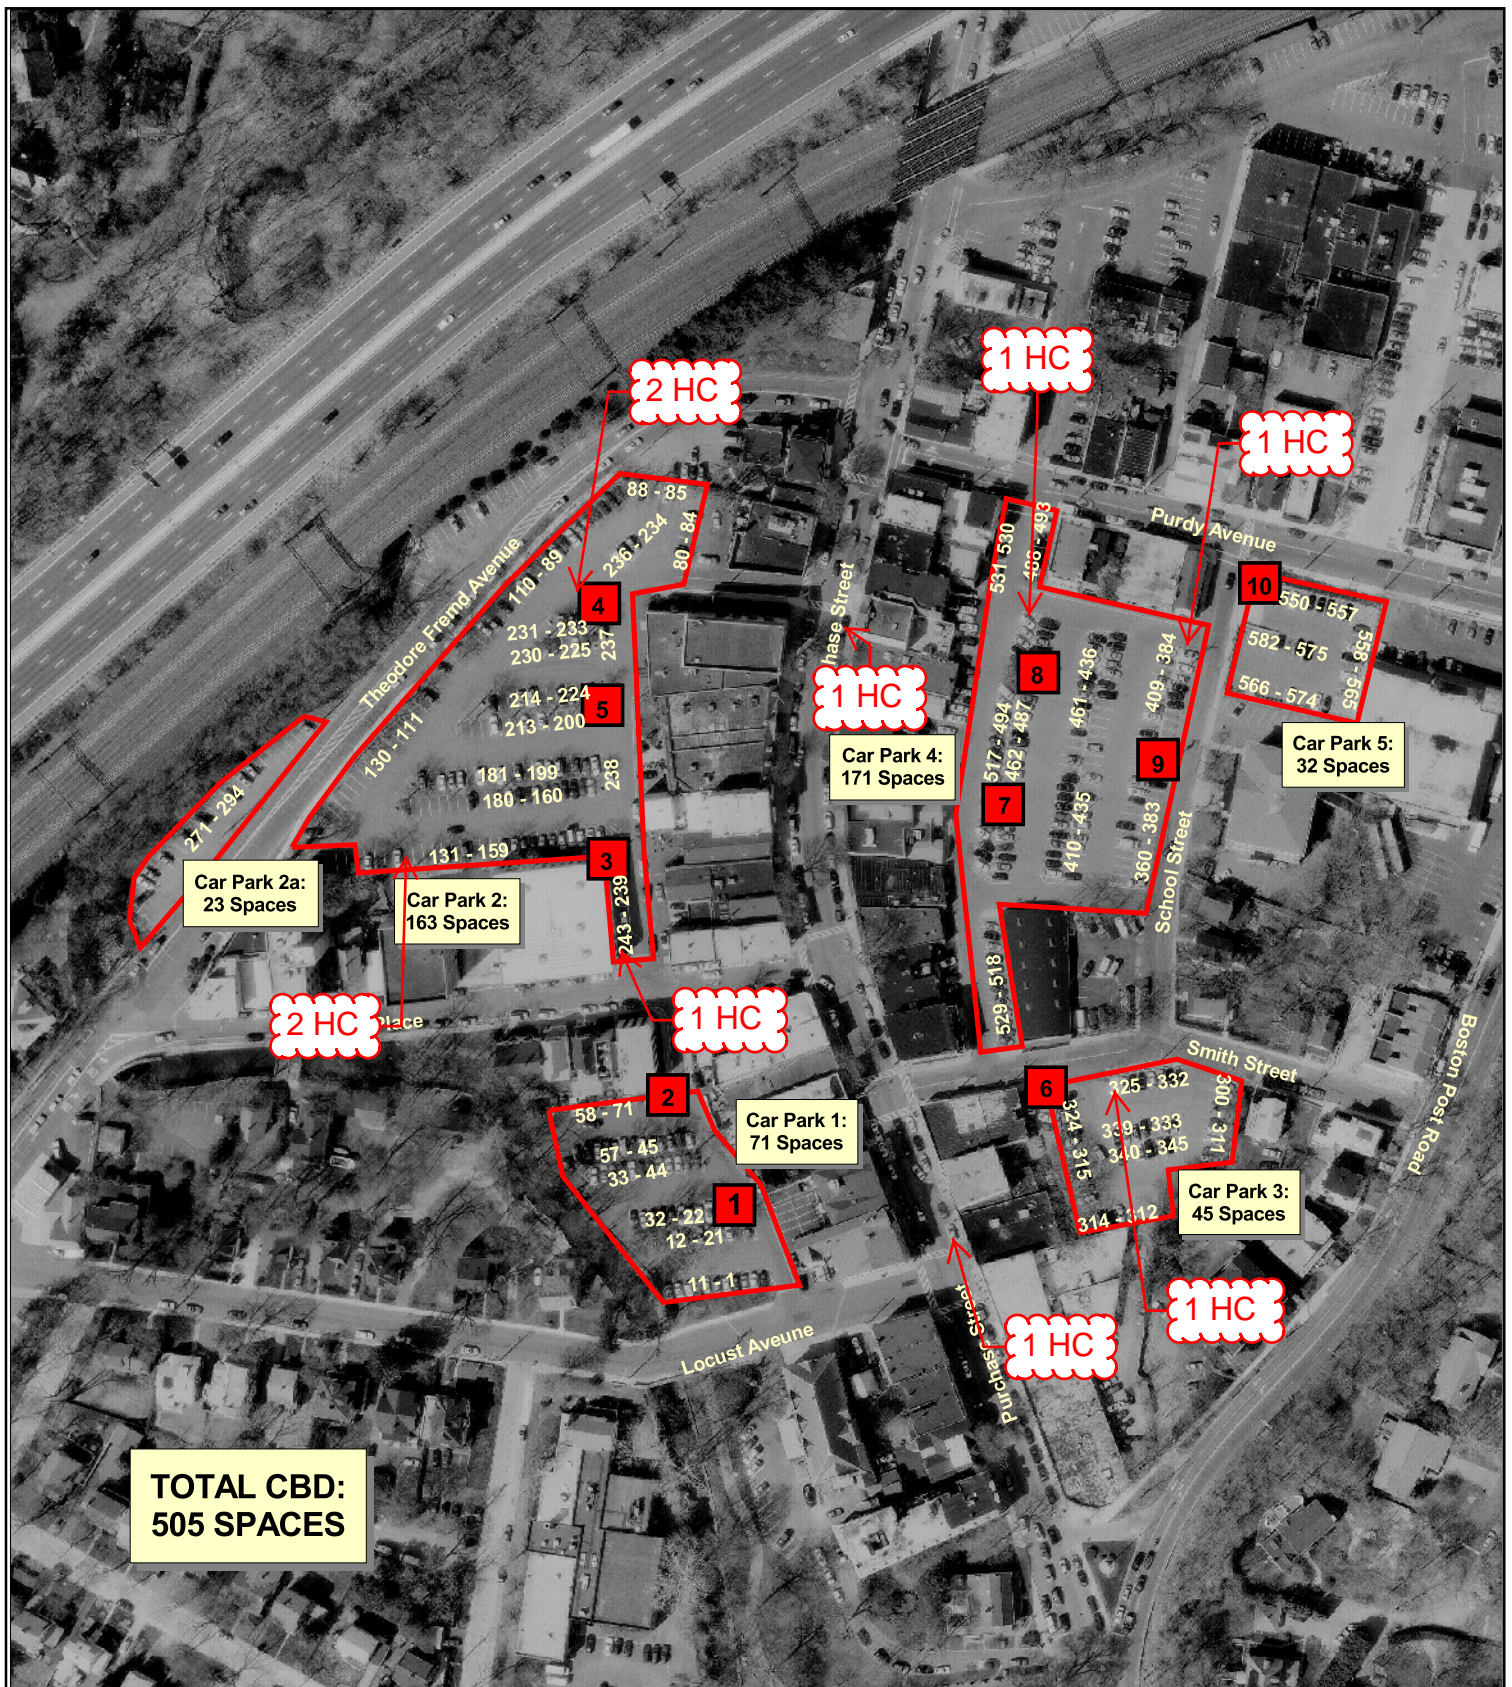 1 HC
2 HC
1 HC
88 - 85
488 - 493
531 530
Purdy Avenue
236 - 234
80 - 84
Theodore Fremd Avenue
110 - 89
10
550 - 557
4
231 - 233
237
230 - 225
hase Street
582 - 575
558 - 565
409 - 384
8
461 - 436
1 HC
566 - 574
214 - 224
5
213 - 200
130 - 111
517 - 494
462 - 487
Car Park 4:
171 Spaces
Car Park 5:
32 Spaces
9
181 - 199
238
180 - 160
7
271 - 294
410 - 435
360 - 383
131 - 159
3
Car Park 2a:
23 Spaces
Car Park 2:
163 Spaces
243 - 239
School Street
529 - 518
2 HC
Place
1 HC
Boston Post Road
Smith Street
6
325 - 332
300 - 311
2
58 - 71
Car Park 1:
71 Spaces
324 - 315
339 - 333
340 - 345
57 - 45
33 - 44
Car Park 3:
45 Spaces
1
32 - 22
12 - 21
314 - 312
11 - 1
1 HC
1 HC
Locust Aveune
Purchase Street
TOTAL CBD:
505 SPACES